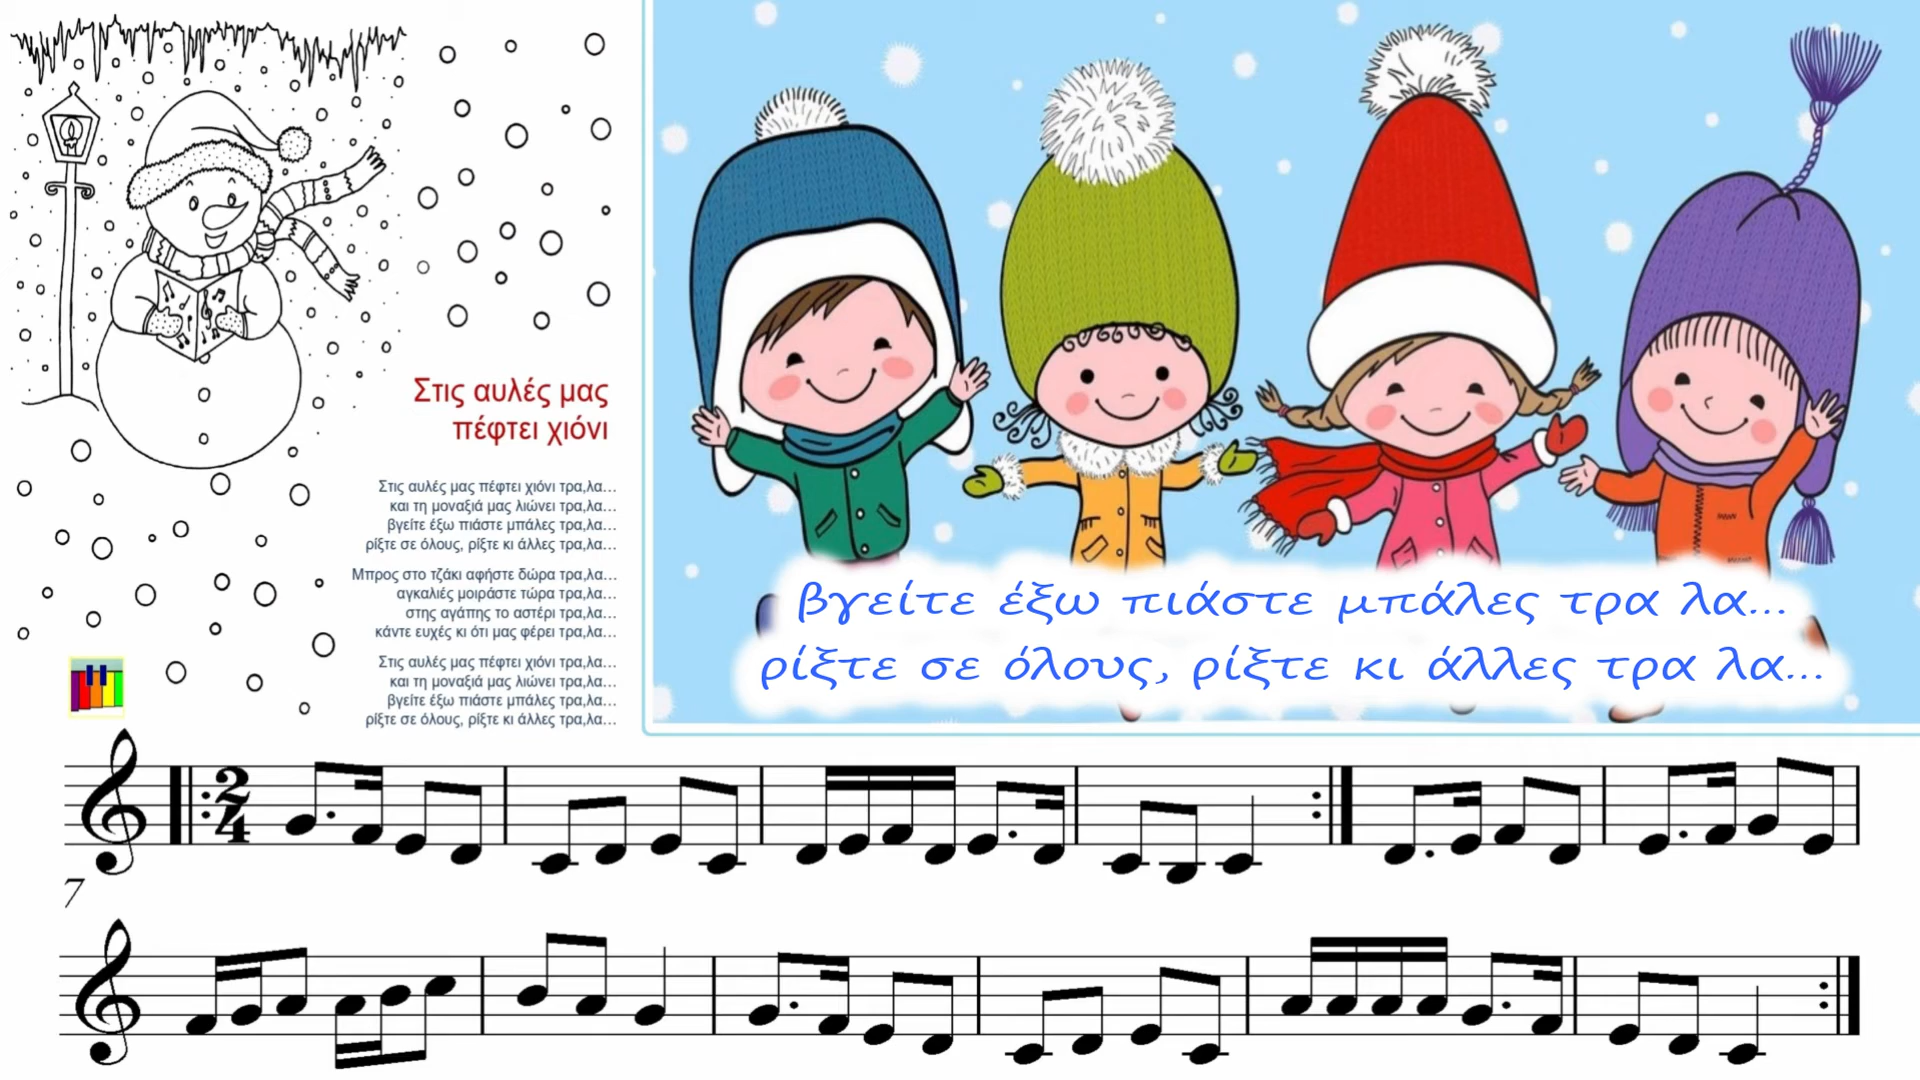 Στις αυλές μας
πέφτει χιόνι
Στις αυλές μας πέφτει χιόνι τρα,λα...
και τη μοναξιά μας λιώνει τρα,λα...
βγείτε έξω πιάστε μπάλες τρα,λα...
ρίξτε σε όλους, ρίξτε κι άλλες τρα,λα...
Μπρος στο τζάκι αφήστε δώρα τρα,λα...
αγκαλιές μοιράστε τώρα τρα,λα...
στης αγάπης το αστέρι τρα,λα...
κάντε ευχές κι ότι μας φέρει τρα,λα...
Στις αυλές μας πέφτει χιόνι τρα,λα...
και τη μοναξιά μας λιώνει τρα,λα...
βγείτε έξω πιάστε μπάλες τρα,λα...
ρίξτε σε όλους, ρίξτε κι άλλες τρα,λα...
βγείτε έξω πιάστε μπάλες τρα λα...
ρίξτε σε όλους, ρίξτε κι άλλες τρα λα...
2
4
7